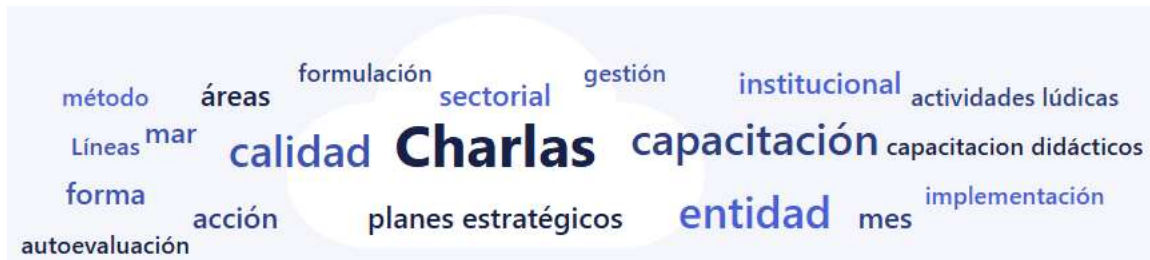 formulación
gestión
método
áreas
sectorial
institucional
actividades lúdicas
Líneas
mar
calidad
Charlas
capacitación
capacitacion didácticos
forma
acción
planes estratégicos
entidad
mes
implementación
autoevaluación